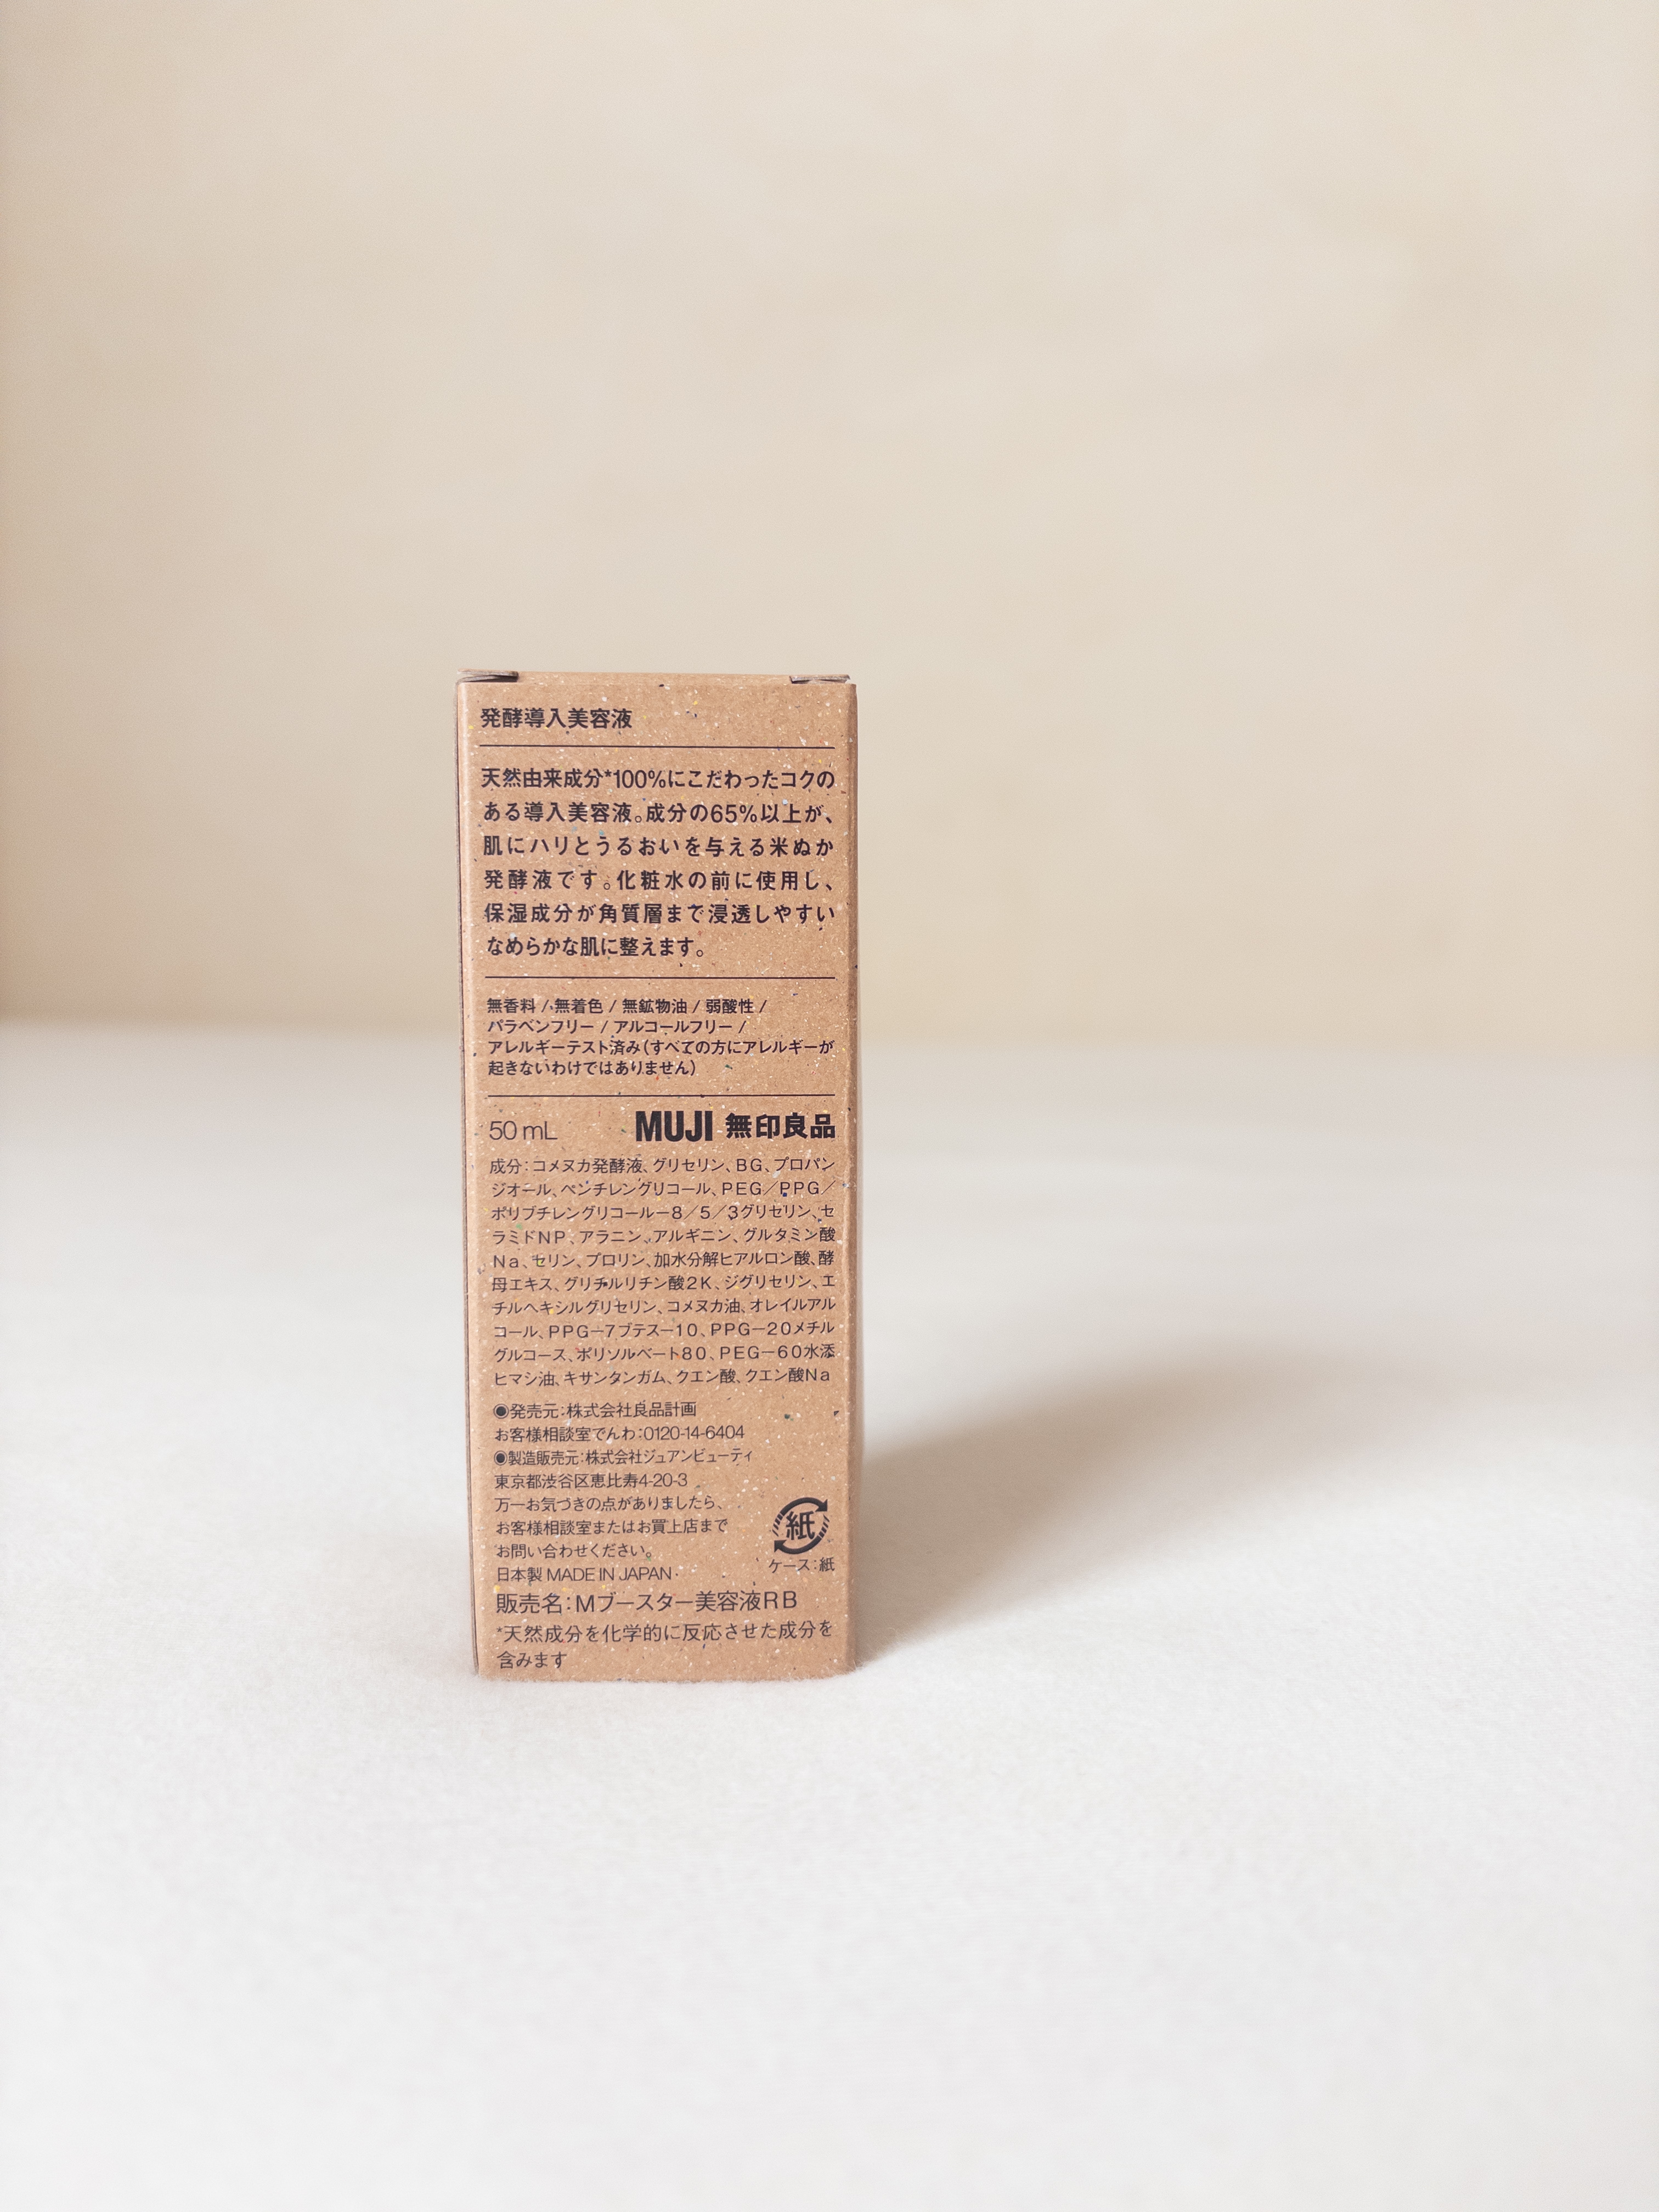 発酵導入美容液
天然由来成分*100%にこだわったコクの
ある導入美容液。成分の65%以上が、
肌にハリとうるおいを与える米ぬか
発酵液です。化粧水の前に使用し、
保湿成分が角質層まで浸透しやすい
なめらかな肌に整えます。
無香料 / 無着色 / 無鉱物油 / 弱酸性 /
パラベンフリー / アルコールフリー /
アレルギーテスト済み(すべての方にアレルギーが
起きないわけではありません)
50 mL MUJI 無印良品
成分:コメヌカ発酵液、グリセリン、BG、プロパン
ジオール、ペンチレングリコール、PEG/PPG/
ポリブチレングリコール-8/5/3グリセリン、セ
ラミドNP、アラニン、アルギニン、グルタミン酸
Na、セリン、プロリン、加水分解ヒアルロン酸、酵
母エキス、グリチルリチン酸2K、ジグリセリン、エ
チルヘキシルグリセリン、コメヌカ油、オレイルアル
コール、PPG-7ブテス-10、PPG-20メチル
グルコース、ポリソルベート80、PEG-60水添
ヒマシ油、キサンタンガム、クエン酸、クエン酸Na
◉発売元:株式会社良品計画
お客様相談室でんわ:0120-14-6404
◉製造販売元:株式会社ジュアンビューティ
東京都渋谷区恵比寿4-20-3
万一お気づきの点がありましたら、
お客様相談室またはお買上店まで
お問い合わせください。
日本製 MADE IN JAPAN
紙
ケース:紙
販売名:Mブースター美容液RB
*天然成分を化学的に反応させた成分を
含みます